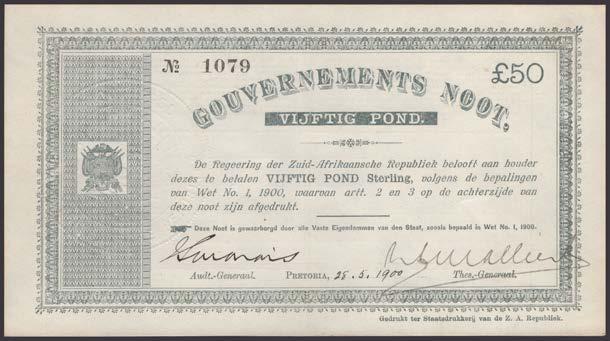 № 1079
£50
GOUVERNEMENTS NOOT,
VIJFTIG POND.
De Regeering der Zuid-Afrikaansche Republiek belooft aan houder
dezes te betalen VIJFTIG POND Sterling, volgens de bepalingen
van Wet No. 1, 1900, waarvan artt. 2 en 3 op de achterzijde van
deze noot zijn afgedrukt.
Deze Noot is gewaarborgd door alle Vaste Eigendommen van den Staat, zooals bepaald in Wet No. 1, 1900.
Audt.-Generaal. PRETORIA, 28.5.1900 Thes.-Generaal.
Gedrukt ter Staatsdrukkerij van de Z. A. Republiek.